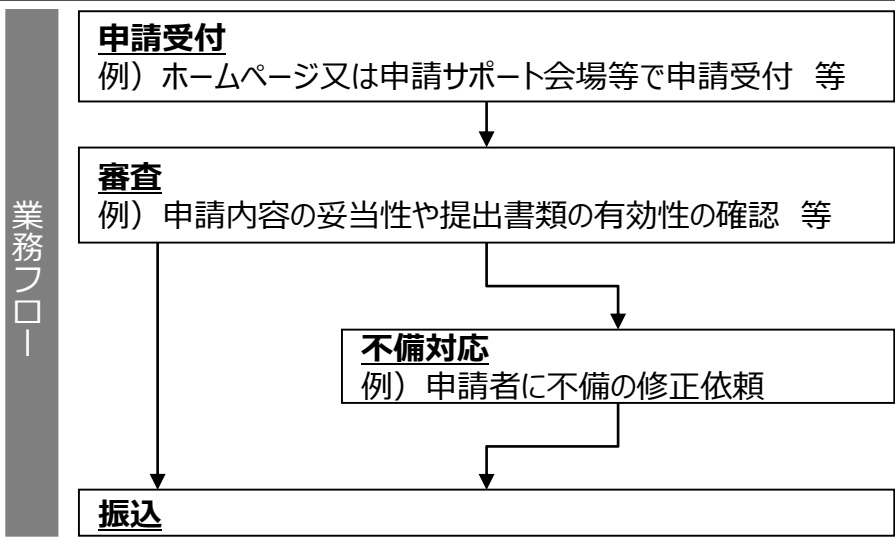 業務フロー
申請受付
例）ホームページ又は申請サポート会場等で申請受付 等
審査
例）申請内容の妥当性や提出書類の有効性の確認 等
不備対応
例）申請者に不備の修正依頼
振込